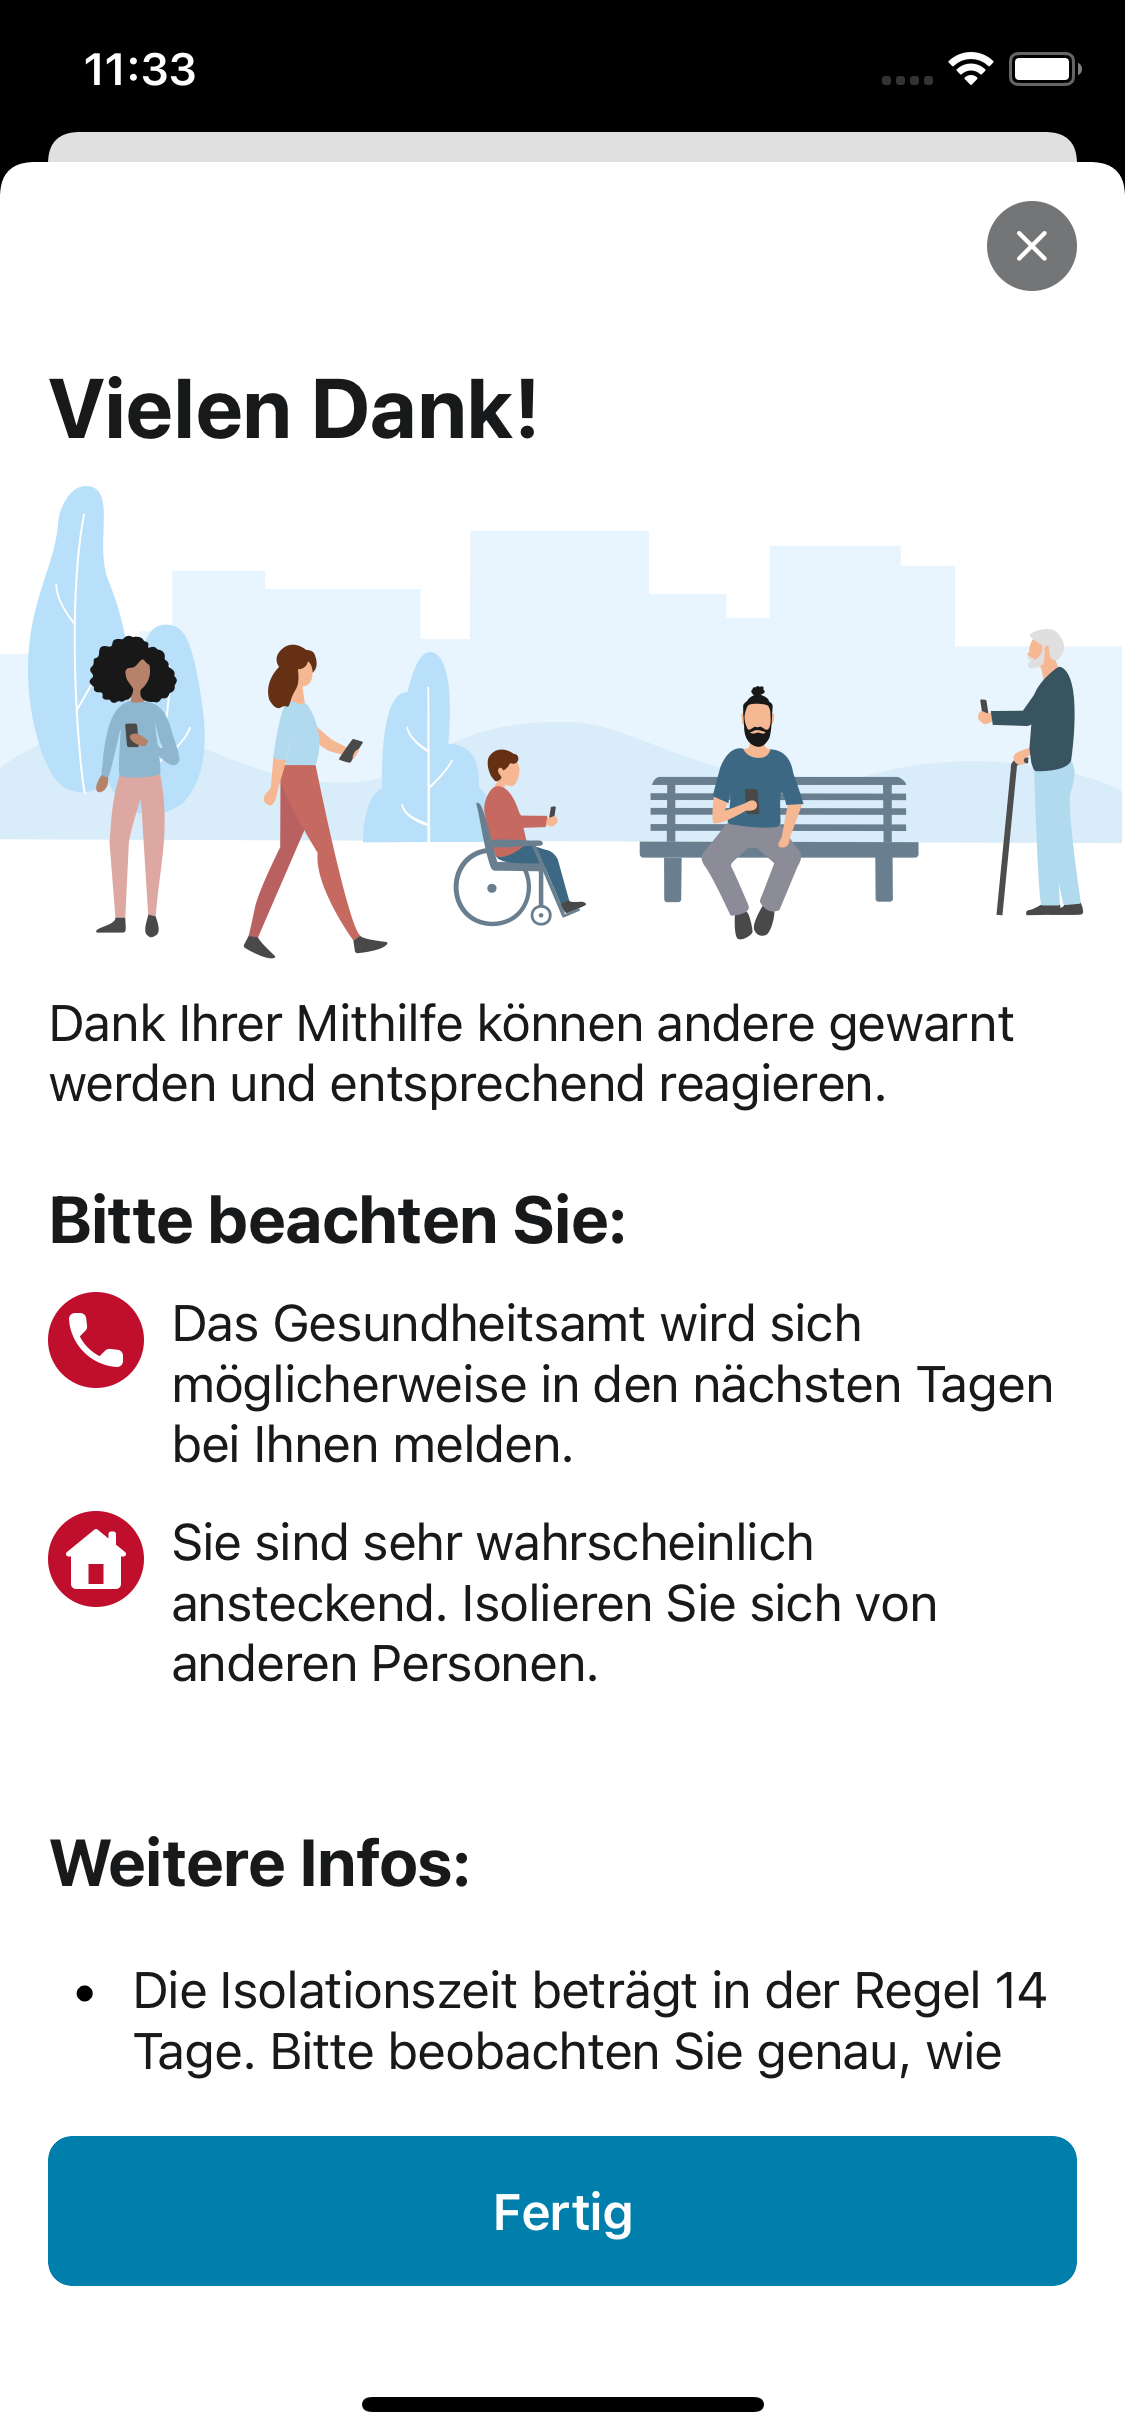 11:33
Vielen Dank!
Dank Ihrer Mithilfe können andere gewarnt
werden und entsprechend reagieren.
Bitte beachten Sie:
Das Gesundheitsamt wird sich
möglicherweise in den nächsten Tagen
bei Ihnen melden.
Sie sind sehr wahrscheinlich
ansteckend. Isolieren Sie sich von
anderen Personen.
Weitere Infos:
• Die Isolationszeit beträgt in der Regel 14
Tage. Bitte beobachten Sie genau, wie
Fertig